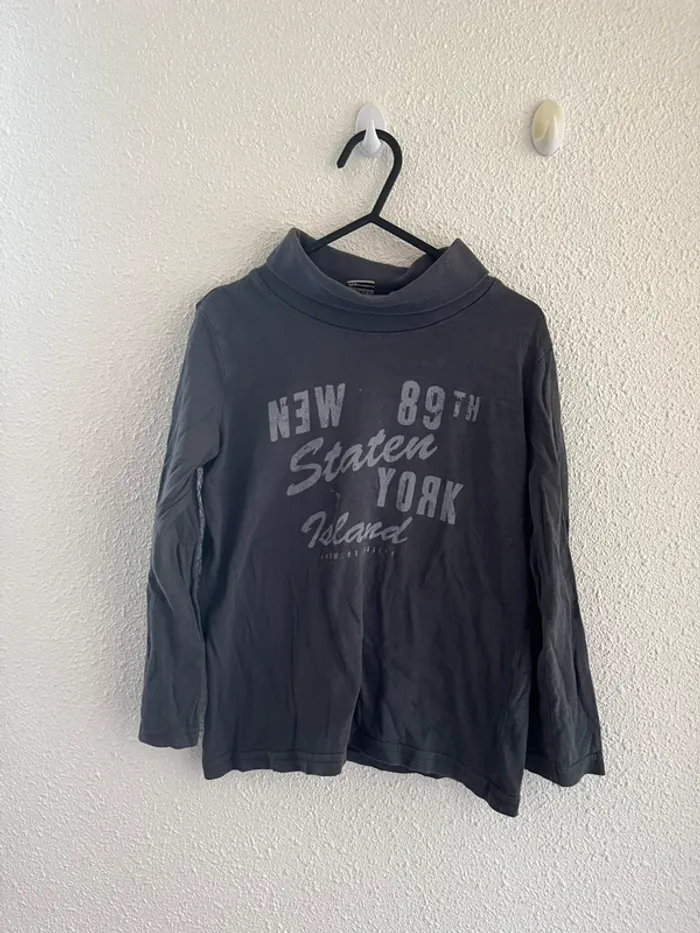 NEW 89TH
Staten
YORK
Island